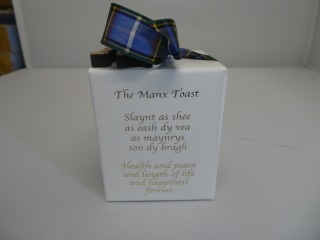 The Manx Toast
Slaynt as shee
as eash dy vea
as maynrys
son dy bragh
Health and peace
and length of life
and happiness
forever